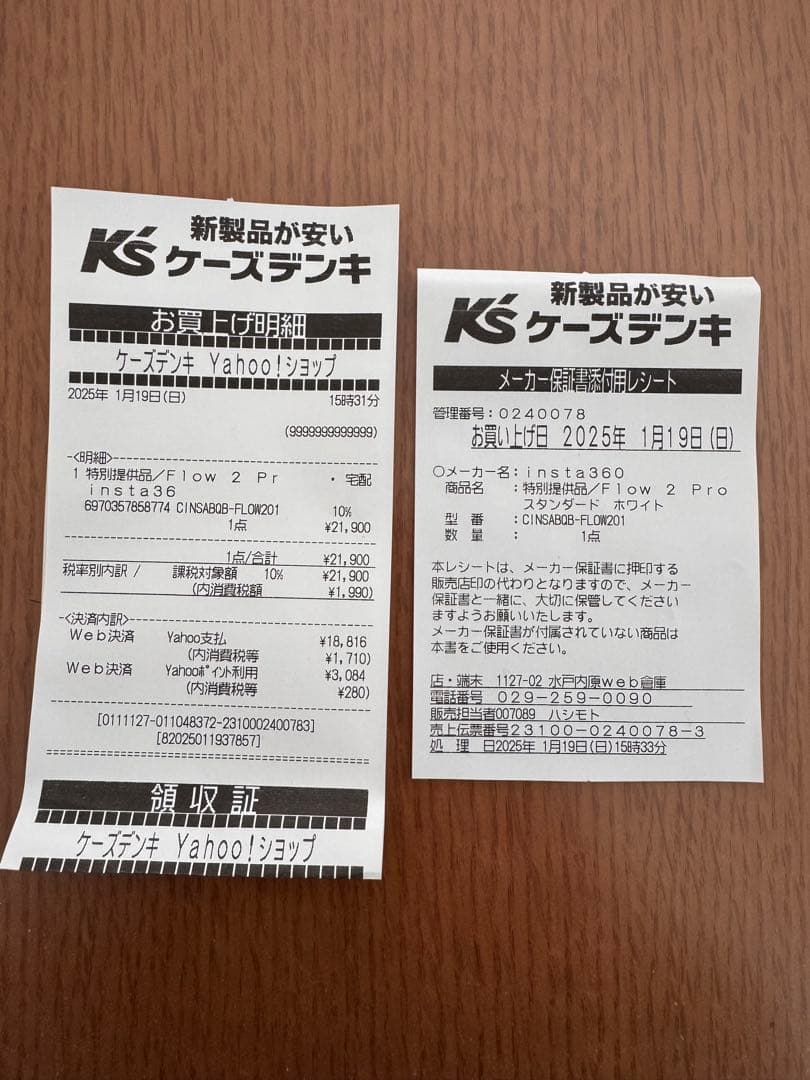 新製品が安い
K's ケーズデンキ
お買上げ明細
ケーズデンキ Yahoo!ショップ
2025年 1月19日(日) 15時31分
(9999999999999)
-<明細>-
1 特別提供品/Flow 2 Pr ・宅配
insta36
6970357858774 CINSABQB-FLOW201 10%
1点 ¥21,900
1点/合計 ¥21,900
税率別内訳 / 課税対象額 10% ¥21,900
(内消費税額 ¥1,990)
-<決済内訳>-
Web決済 Yahoo支払 ¥18,816
(内消費税等 ¥1,710)
Web決済 Yahooポイント利用 ¥3,084
(内消費税等 ¥280)
[0111127-011048372-2310002400783]
[82025011937857]
領収証
ケーズデンキ Yahoo!ショップ
新製品が安い
K's ケーズデンキ
メーカー保証書添付用レシート
管理番号：0240078
お買い上げ日 2025年 1月19日(日)
○メーカー名：insta360
商品名 ：特別提供品/Flow 2 Pro
スタンダード ホワイト
型 番 ：CINSABQB-FLOW201
数 量 ： 1点
本レシートは、メーカー保証書に押印する
販売店印の代わりとなりますので、メーカー
保証書と一緒に、大切に保管してください
ますようお願いいたします。
メーカー保証書が付属されていない商品は
本書をご使用ください。
店・端末 1127-02 水戸内原web倉庫
電話番号 029-259-0090
販売担当者007089 ハシモト
売上伝票番号23100-0240078-3
処 理 日2025年 1月19日(日)15時33分